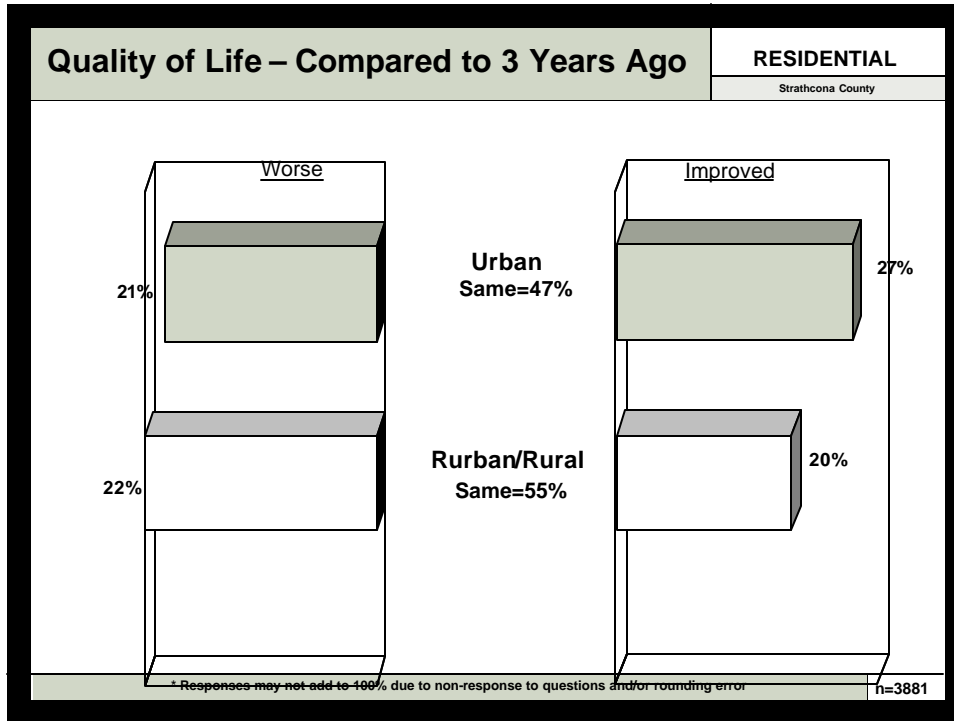 Quality of Life – Compared to 3 Years Ago
RESIDENTIAL
Strathcona County
Worse
Improved
Urban
Same=47%
21%
27%
Rurban/Rural
Same=55%
22%
20%
* Responses may not add to 100% due to non-response to questions and/or rounding error
n=3881